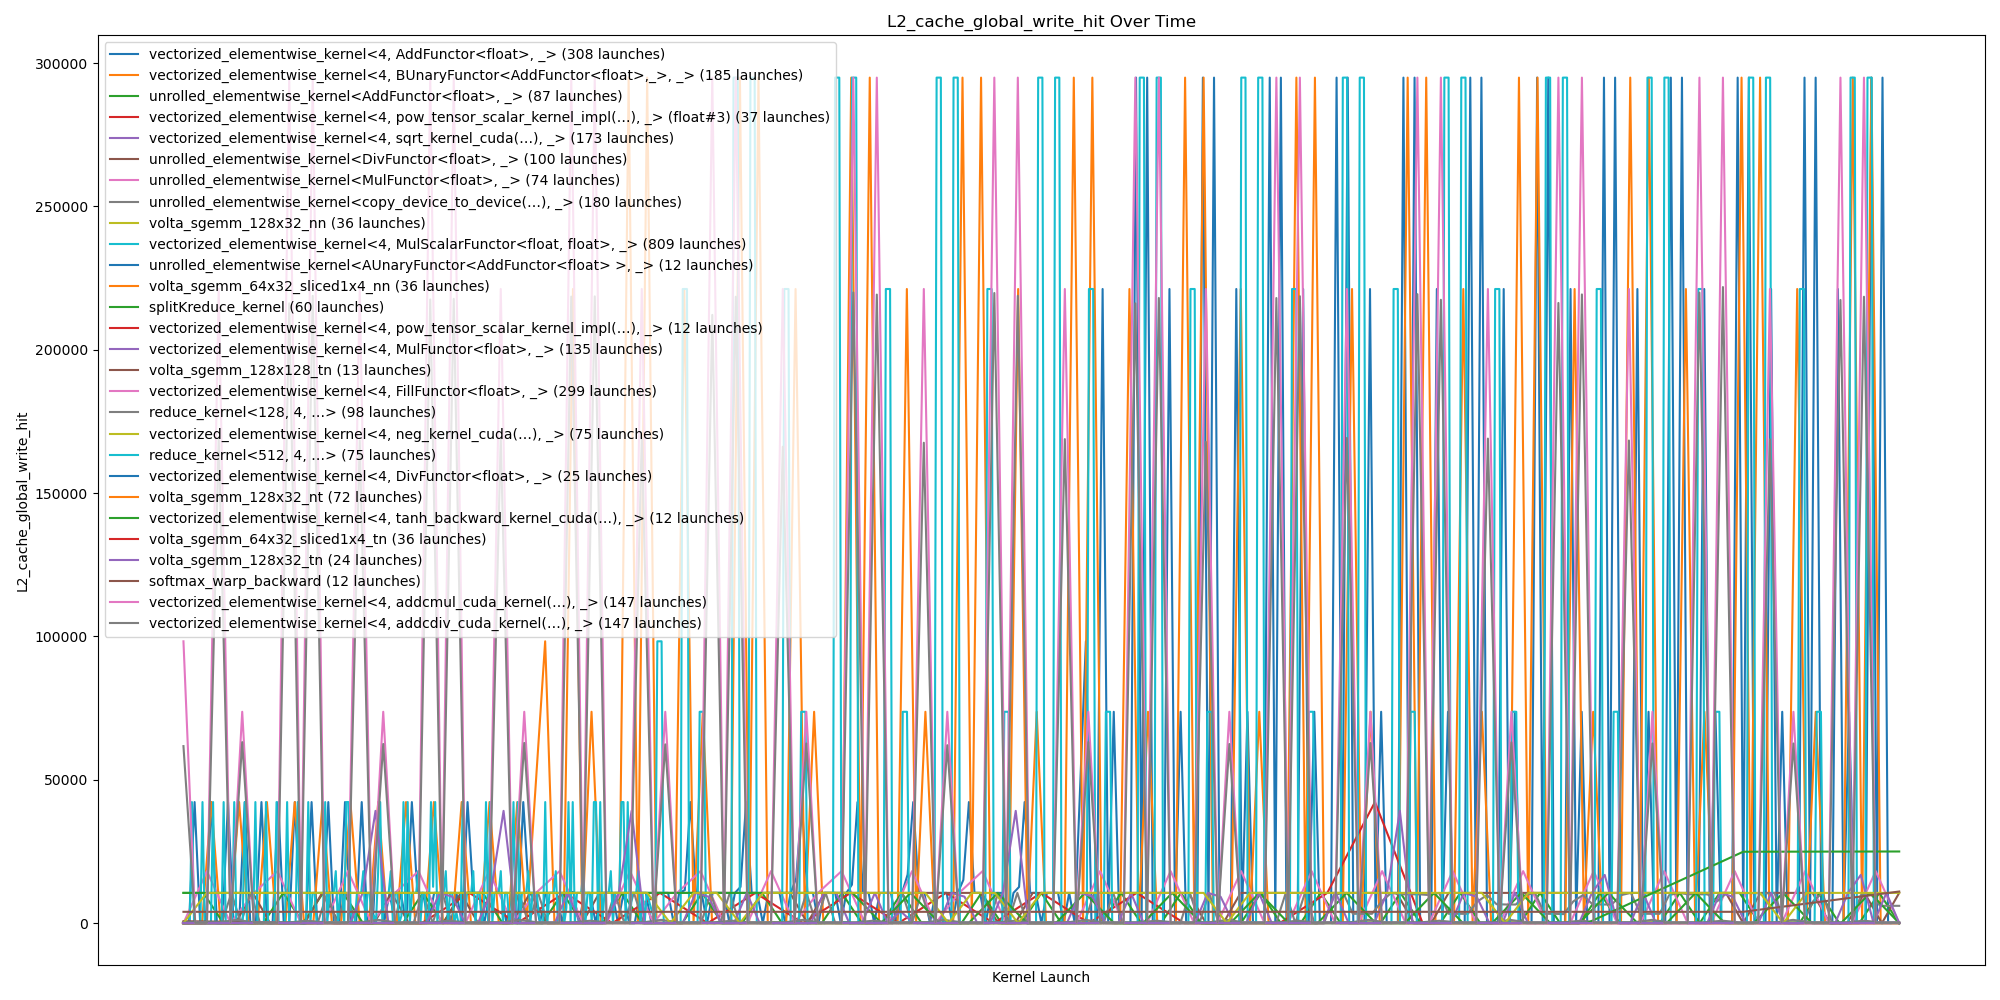 L2_cache_global_write_hit Over Time
vectorized_elementwise_kernel<4, AddFunctor<float>, _> (308 launches)
vectorized_elementwise_kernel<4, BUnaryFunctor<AddFunctor<float>,_>, _> (185 launches)
unrolled_elementwise_kernel<AddFunctor<float>, _> (87 launches)
vectorized_elementwise_kernel<4, pow_tensor_scalar_kernel_impl(...), _> (float#3) (37 launches)
vectorized_elementwise_kernel<4, sqrt_kernel_cuda(...), _> (173 launches)
unrolled_elementwise_kernel<DivFunctor<float>, _> (100 launches)
unrolled_elementwise_kernel<MulFunctor<float>, _> (74 launches)
unrolled_elementwise_kernel<copy_device_to_device(...), _> (180 launches)
volta_sgemm_128x32_nn (36 launches)
vectorized_elementwise_kernel<4, MulScalarFunctor<float, float>, _> (809 launches)
unrolled_elementwise_kernel<AUnaryFunctor<AddFunctor<float> >, _> (12 launches)
volta_sgemm_64x32_sliced1x4_nn (36 launches)
splitKreduce_kernel (60 launches)
vectorized_elementwise_kernel<4, pow_tensor_scalar_kernel_impl(...), _> (12 launches)
vectorized_elementwise_kernel<4, MulFunctor<float>, _> (135 launches)
volta_sgemm_128x128_tn (13 launches)
vectorized_elementwise_kernel<4, FillFunctor<float>, _> (299 launches)
reduce_kernel<128, 4, ...> (98 launches)
vectorized_elementwise_kernel<4, neg_kernel_cuda(...), _> (75 launches)
reduce_kernel<512, 4, ...> (75 launches)
vectorized_elementwise_kernel<4, DivFunctor<float>, _> (25 launches)
volta_sgemm_128x32_nt (72 launches)
vectorized_elementwise_kernel<4, tanh_backward_kernel_cuda(...), _> (12 launches)
volta_sgemm_64x32_sliced1x4_tn (36 launches)
volta_sgemm_128x32_tn (24 launches)
softmax_warp_backward (12 launches)
vectorized_elementwise_kernel<4, addcmul_cuda_kernel(...), _> (147 launches)
vectorized_elementwise_kernel<4, addcdiv_cuda_kernel(...), _> (147 launches)
L2_cache_global_write_hit
300000
250000
200000
150000
100000
50000
0
Kernel Launch